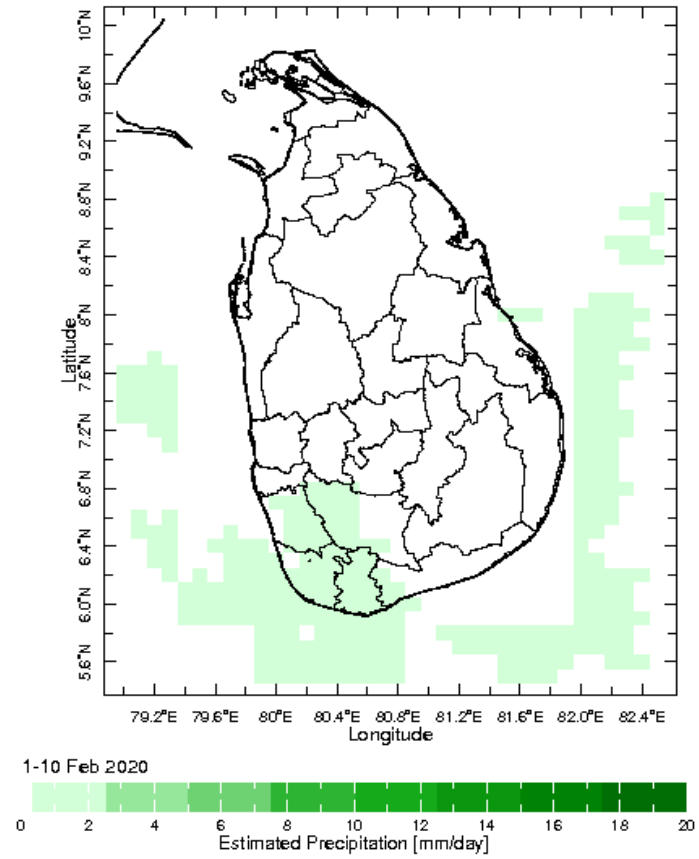 10°N
9.6°N
9.2°N
8.8°N
8.4°N
8°N
7.6°N
7.2°N
6.8°N
6.4°N
6.0°N
5.6°N
Latitude
79.2°E 79.6°E 80°E 80.4°E 80.8°E 81.2°E 81.6°E 82.0°E 82.4°E
Longitude
1-10 Feb 2020
0 2 4 6 8 10 12 14 16 18 20
Estimated Precipitation [mm/day]